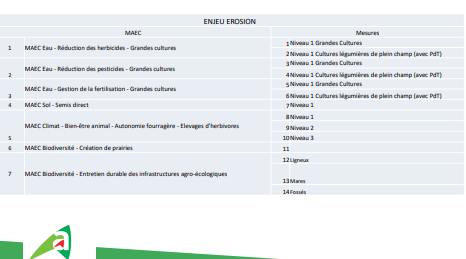 ENJEU EROSION
MAEC Mesures
1 MAEC Eau - Réduction des herbicides - Grandes cultures
1 Niveau 1 Grandes Cultures
2 Niveau 1 Cultures légumières de plein champ (avec PdT)
2 MAEC Eau - Réduction des pesticides - Grandes cultures
3 Niveau 1 Grandes Cultures
4 Niveau 1 Cultures légumières de plein champ (avec PdT)
3 MAEC Eau - Gestion de la fertilisation - Grandes cultures
5 Niveau 1 Grandes Cultures
6 Niveau 1 Cultures légumières de plein champ (avec PdT)
4 MAEC Sol - Semis direct
7 Niveau 1
5 MAEC Climat - Bien-être animal - Autonomie fourragère - Elevages d'herbivores
8 Niveau 1
9 Niveau 2
10 Niveau 3
6 MAEC Biodiversité - Création de prairies
11
7 MAEC Biodiversité - Entretien durable des infrastructures agro-écologiques
12 Ligneux
13 Mares
14 Fossés